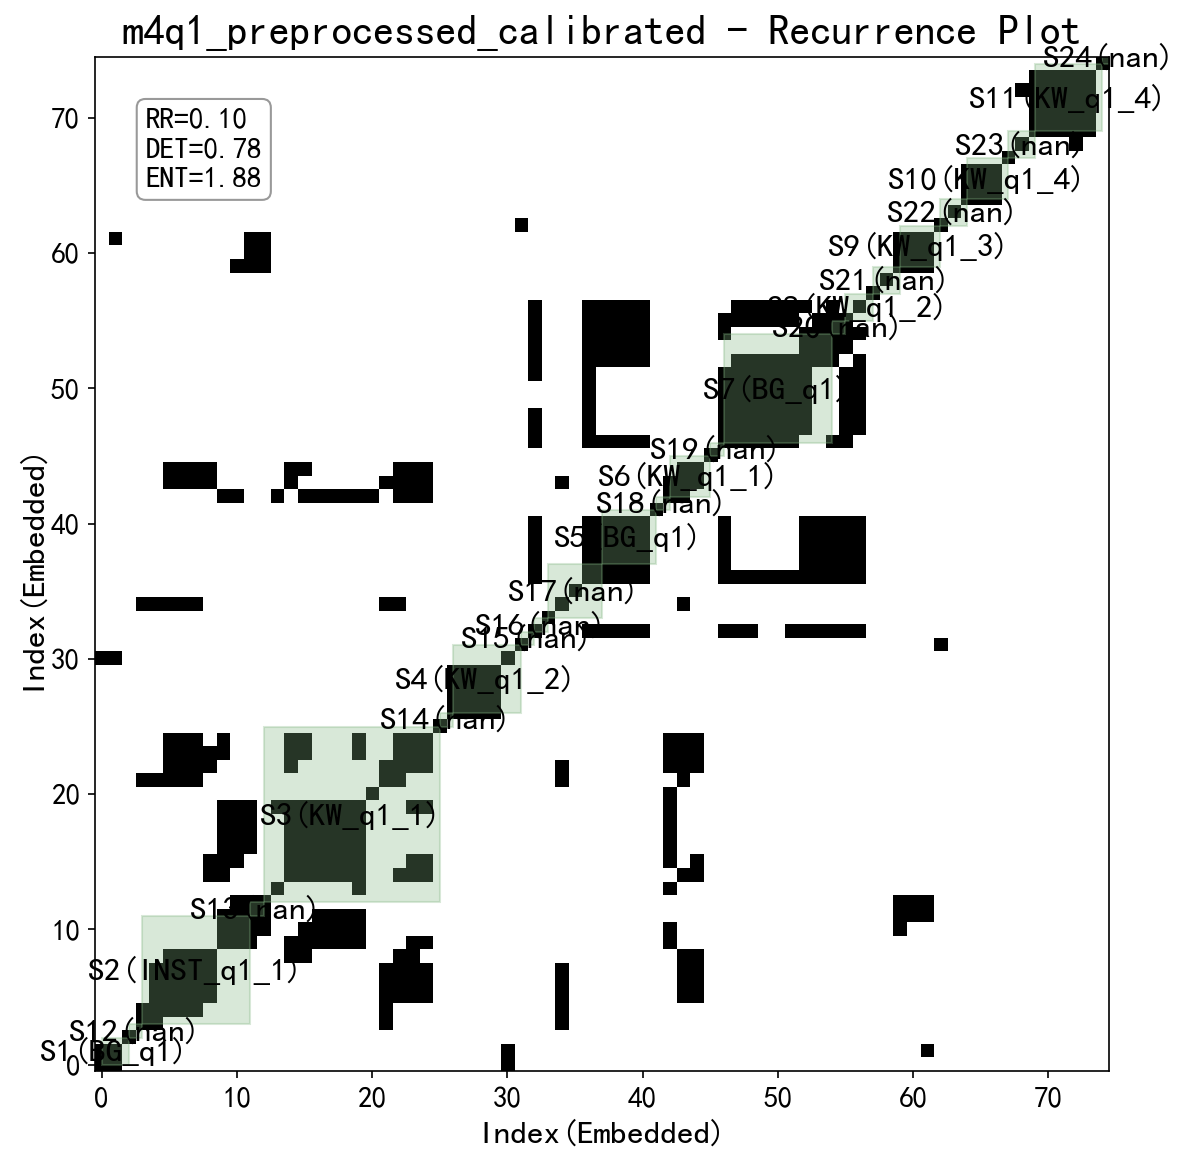 m4q1_preprocessed_calibrated - Recurrence Plot
RR=0.10
DET=0.78
ENT=1.88
S24(nan)
S11(KW_q1_4)
S23(nan)
S10(KW_q1_4)
S22(nan)
S9(KW_q1_3)
S21(nan)
S8(KW_q1_2)
S20(nan)
S7(BG_q1)
S19(nan)
S6(KW_q1_1)
S18(nan)
S5(BG_q1)
S17(nan)
S16(nan)
S15(nan)
S4(KW_q1_2)
S14(nan)
S3(KW_q1_1)
S13(nan)
S2(INST_q1_1)
S12(nan)
S1(BG_q1)
70
60
50
40
30
20
10
0
Index(Embedded)
0 10 20 30 40 50 60 70
Index(Embedded)